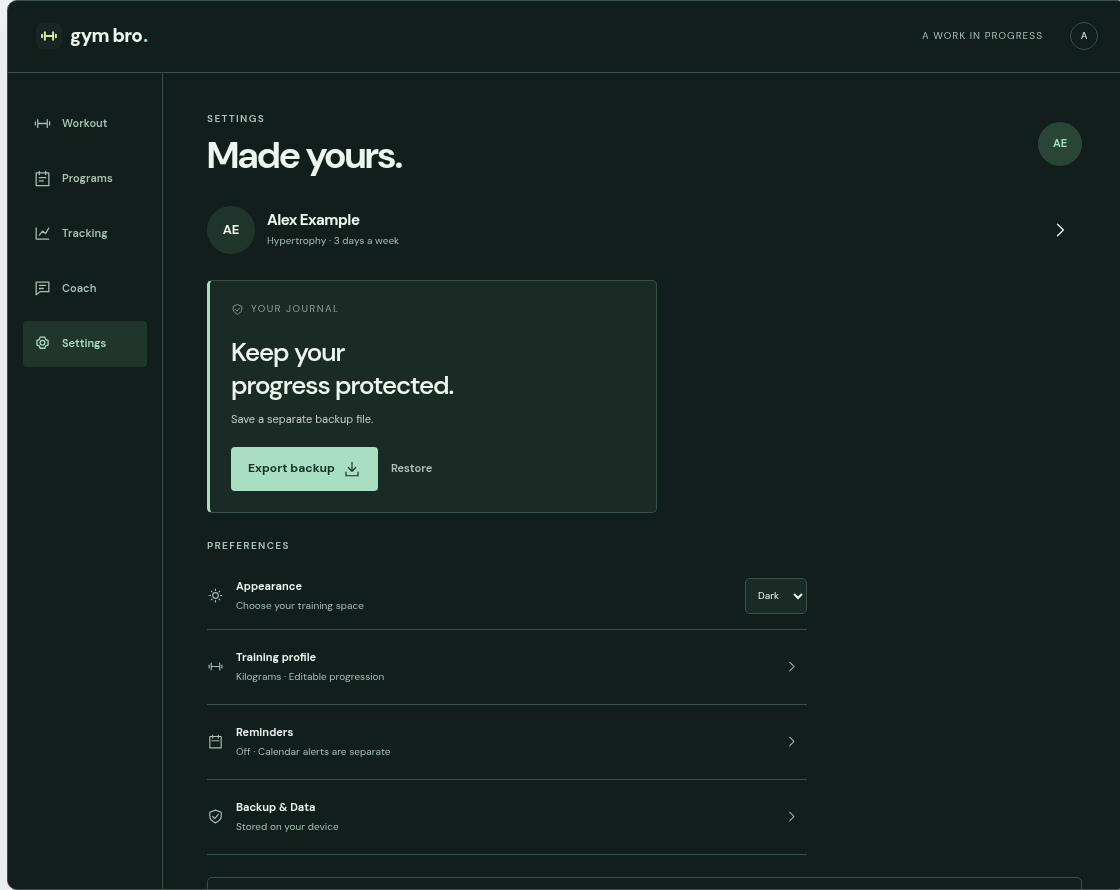 gym bro.
A WORK IN PROGRESS
A
Workout
Programs
Tracking
Coach
Settings
SETTINGS
Made yours.
AE
AE
Alex Example
Hypertrophy · 3 days a week
YOUR JOURNAL
Keep your
progress protected.
Save a separate backup file.
Export backup
Restore
PREFERENCES
Appearance
Choose your training space
Dark
Training profile
Kilograms · Editable progression
Reminders
Off · Calendar alerts are separate
Backup & Data
Stored on your device